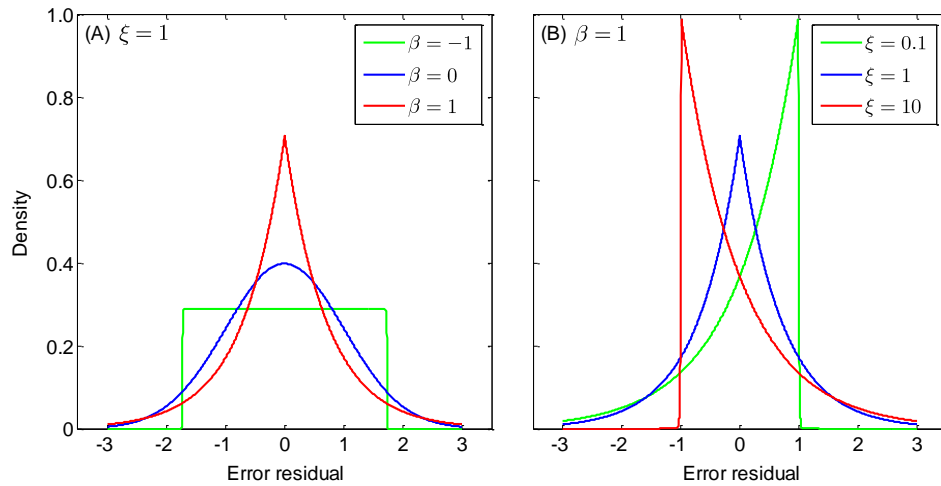 (A) ξ = 1
β = −1
β = 0
β = 1
(B) β = 1
ξ = 0.1
ξ = 1
ξ = 10
1.0
0.8
0.6
0.4
0.2
0
Density
-3 -2 -1 0 1 2 3
-3 -2 -1 0 1 2 3
Error residual
Error residual